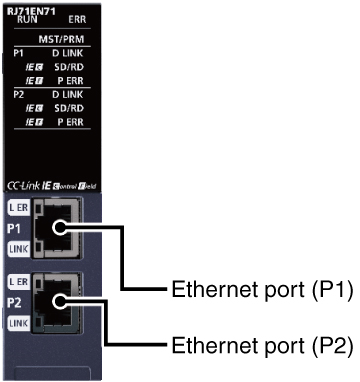 RJ71EN71
RUN ERR
MST/PRM
P1 D LINK
IE C SD/RD
IE F P ERR
P2 D LINK
IE C SD/RD
IE F P ERR
CC-Link IE Control Field
L ER
P1
LINK
Ethernet port (P1)
L ER
P2
LINK
Ethernet port (P2)